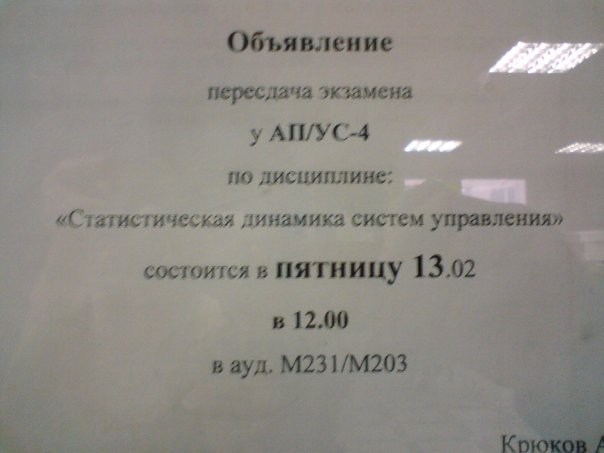 Объявление
пересдача экзамена
у АП/УС-4
по дисциплине:
«Статистическая динамика систем управления»
состоится в пятницу 13.02
в 12.00
в ауд. М231/М203
Крюков А